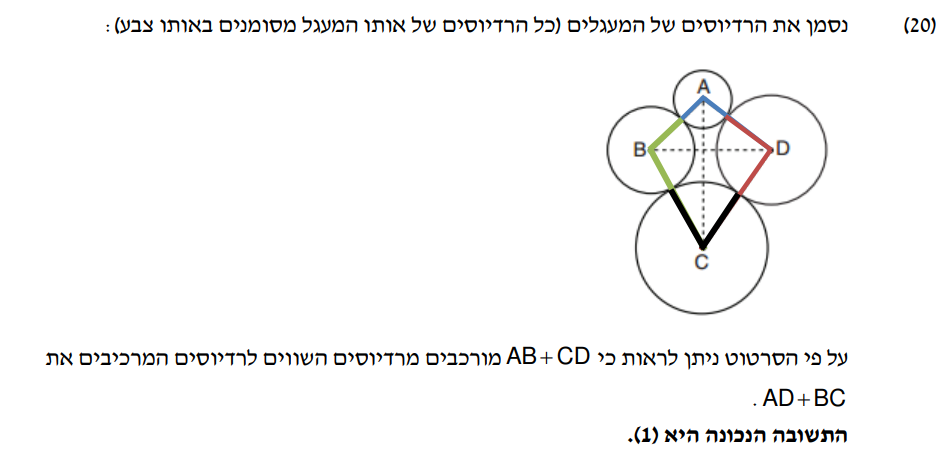 (20) נסמן את הרדיוסים של המעגלים (כל הרדיוסים של אותו המעגל מסומנים באותו צבע):
A
B
D
C
על פי הסרטוט ניתן לראות כי AB+CD מורכבים מרדיוסים השווים לרדיוסים המרכיבים את
AD+BC .
התשובה הנכונה היא (1).